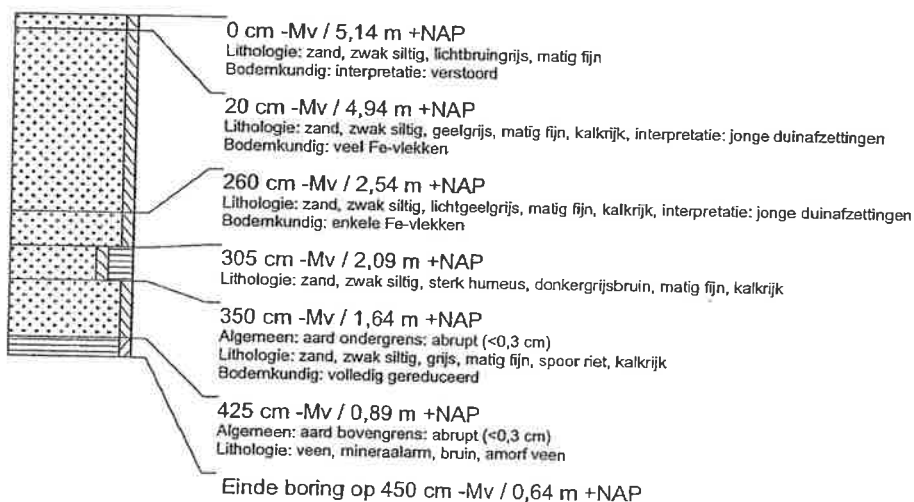 0 cm -Mv / 5,14 m +NAP
Lithologie: zand, zwak siltig, lichtbruingrijs, matig fijn
Bodemkundig: interpretatie: verstoord
20 cm -Mv / 4,94 m +NAP
Lithologie: zand, zwak siltig, geelgrijs, matig fijn, kalkrijk, interpretatie: jonge duinafzettingen
Bodemkundig: veel Fe-vlekken
260 cm -Mv / 2,54 m +NAP
Lithologie: zand, zwak siltig, lichtgeelgrijs, matig fijn, kalkrijk, interpretatie: jonge duinafzettingen
Bodemkundig: enkele Fe-vlekken
305 cm -Mv / 2,09 m +NAP
Lithologie: zand, zwak siltig, sterk humeus, donkergrijsbruin, matig fijn, kalkrijk
350 cm -Mv / 1,64 m +NAP
Algemeen: aard ondergrens: abrupt (<0,3 cm)
Lithologie: zand, zwak siltig, grijs, matig fijn, spoor riet, kalkrijk
Bodemkundig: volledig gereduceerd
425 cm -Mv / 0,89 m +NAP
Algemeen: aard bovengrens: abrupt (<0,3 cm)
Lithologie: veen, mineraalarm, bruin, amorf veen
Einde boring op 450 cm -Mv / 0,64 m +NAP